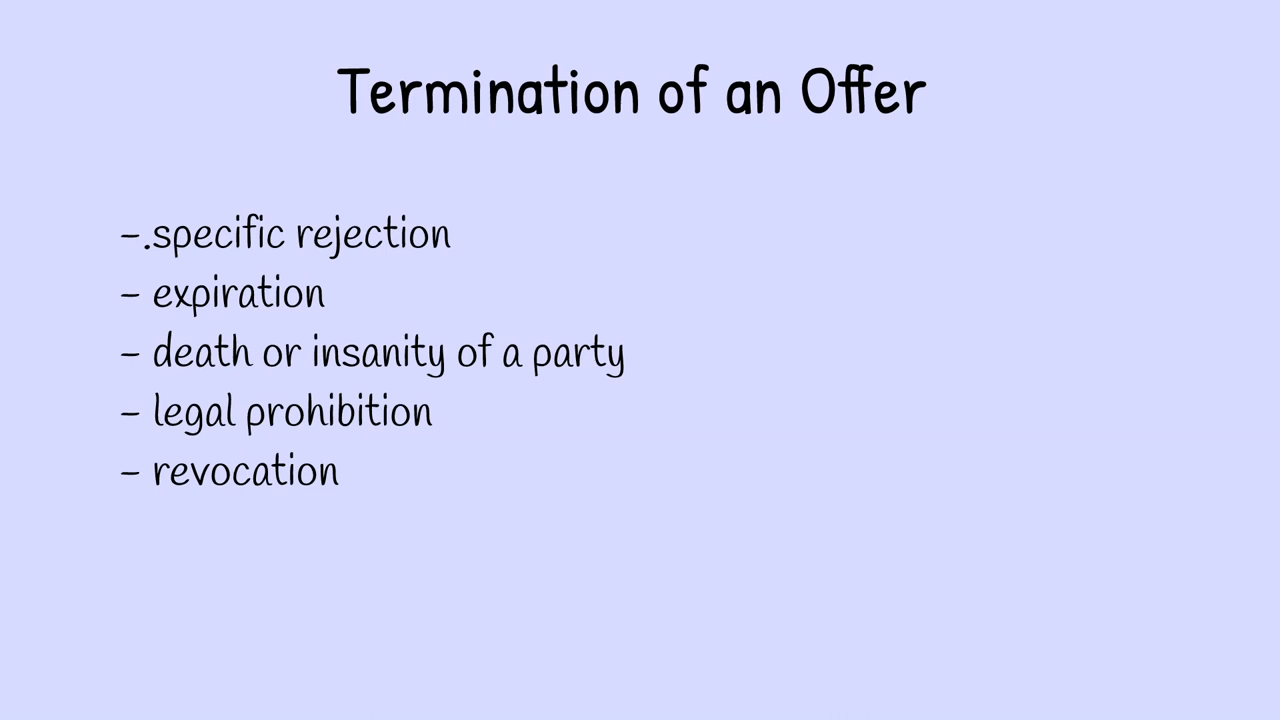 Termination of an Offer
-.specific rejection
- expiration
- death or insanity of a party
- legal prohibition
- revocation